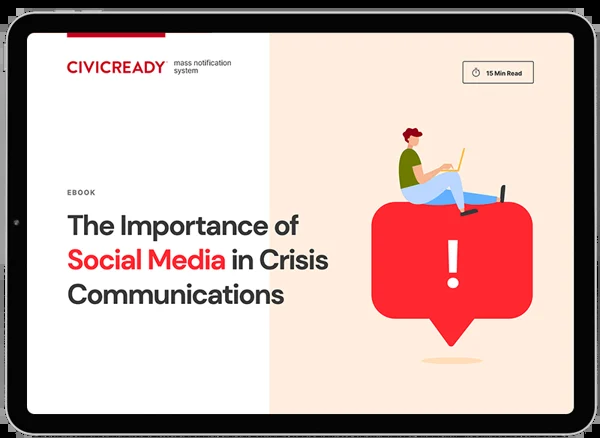 CIVICREADY
mass notification
system
15 Min Read
EBOOK
The Importance of
Social Media in Crisis
Communications
!